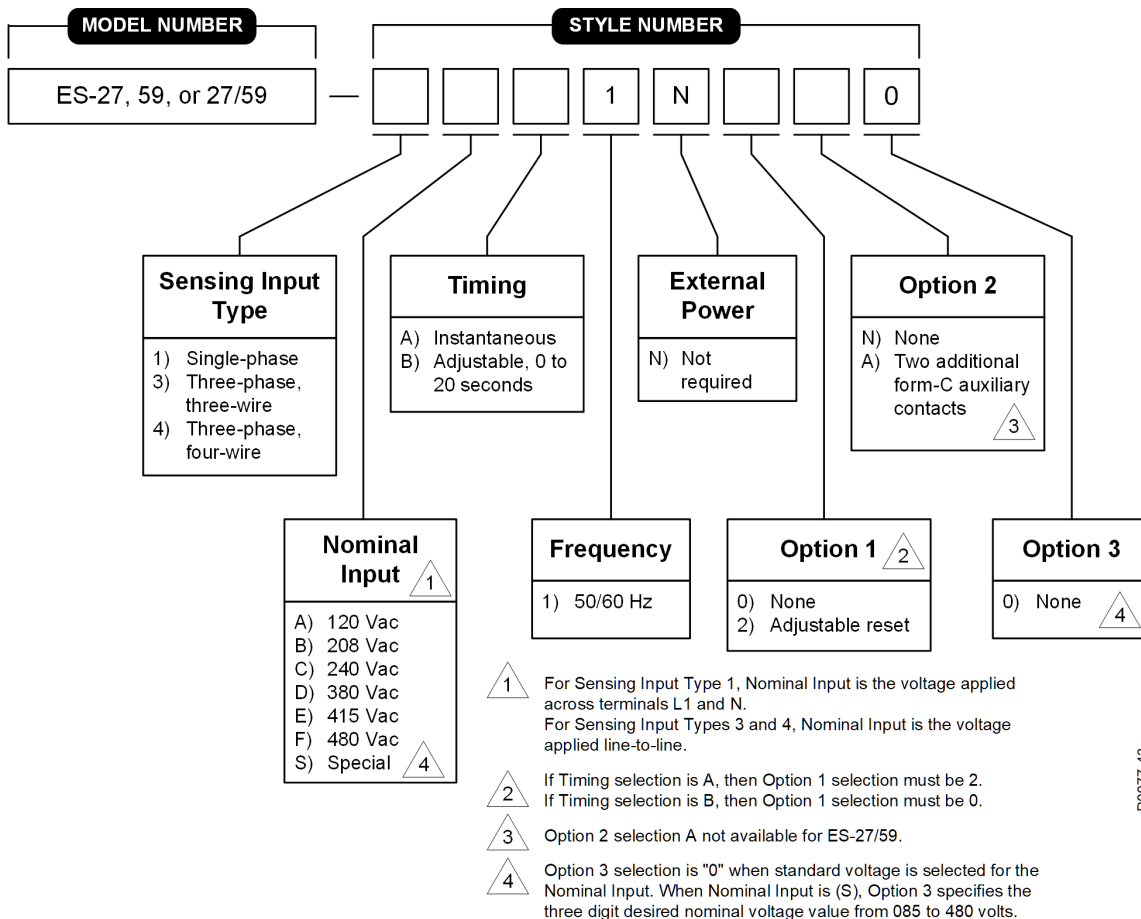 MODEL NUMBER
STYLE NUMBER
ES-27, 59, or 27/59
—
1
N
0
Sensing Input
Type
1) Single-phase
3) Three-phase,
three-wire
4) Three-phase,
four-wire
Timing
A) Instantaneous
B) Adjustable, 0 to
20 seconds
External
Power
N) Not
required
Option 2
N) None
A) Two additional
form-C auxiliary
contacts
3
Nominal
Input
1
A) 120 Vac
B) 208 Vac
C) 240 Vac
D) 380 Vac
E) 415 Vac
F) 480 Vac
S) Special
4
Frequency
1) 50/60 Hz
Option 1
2
0) None
2) Adjustable reset
Option 3
0) None
4
1
For Sensing Input Type 1, Nominal Input is the voltage applied
across terminals L1 and N.
For Sensing Input Types 3 and 4, Nominal Input is the voltage
applied line-to-line.
2
If Timing selection is A, then Option 1 selection must be 2.
If Timing selection is B, then Option 1 selection must be 0.
3
Option 2 selection A not available for ES-27/59.
4
Option 3 selection is "0" when standard voltage is selected for the
Nominal Input. When Nominal Input is (S), Option 3 specifies the
three digit desired nominal voltage value from 085 to 480 volts.